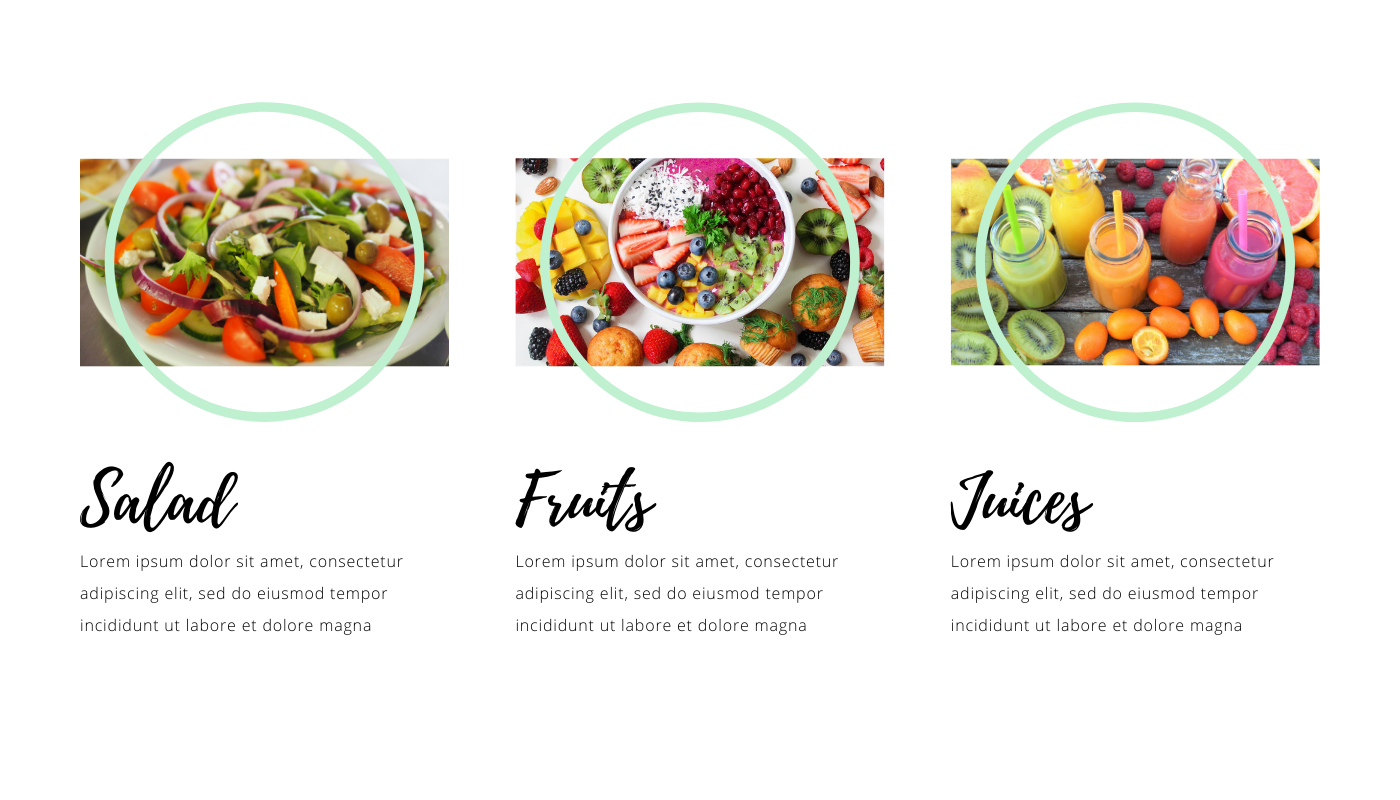 Salad
Lorem ipsum dolor sit amet, consectetur
adipiscing elit, sed do eiusmod tempor
incididunt ut labore et dolore magna
Fruits
Lorem ipsum dolor sit amet, consectetur
adipiscing elit, sed do eiusmod tempor
incididunt ut labore et dolore magna
Juices
Lorem ipsum dolor sit amet, consectetur
adipiscing elit, sed do eiusmod tempor
incididunt ut labore et dolore magna